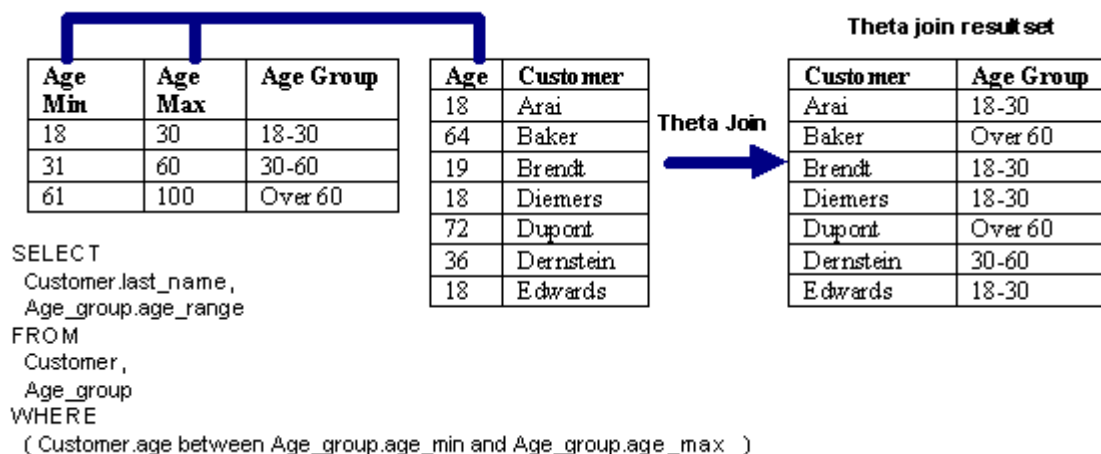 Theta join result set
Age Min Age Max Age Group
18 30 18-30
31 60 30-60
61 100 Over 60
Age Customer
18 Arai
64 Baker
19 Brendt
18 Diemers
72 Dupont
36 Dernstein
18 Edwards
Theta Join
Customer Age Group
Arai 18-30
Baker Over 60
Brendt 18-30
Diemers 18-30
Dupont Over 60
Dernstein 30-60
Edwards 18-30
SELECT
Customer.last_name,
Age_group.age_range
FROM
Customer,
Age_group
WHERE
( Customer.age between Age_group.age_min and Age_group.age_max )